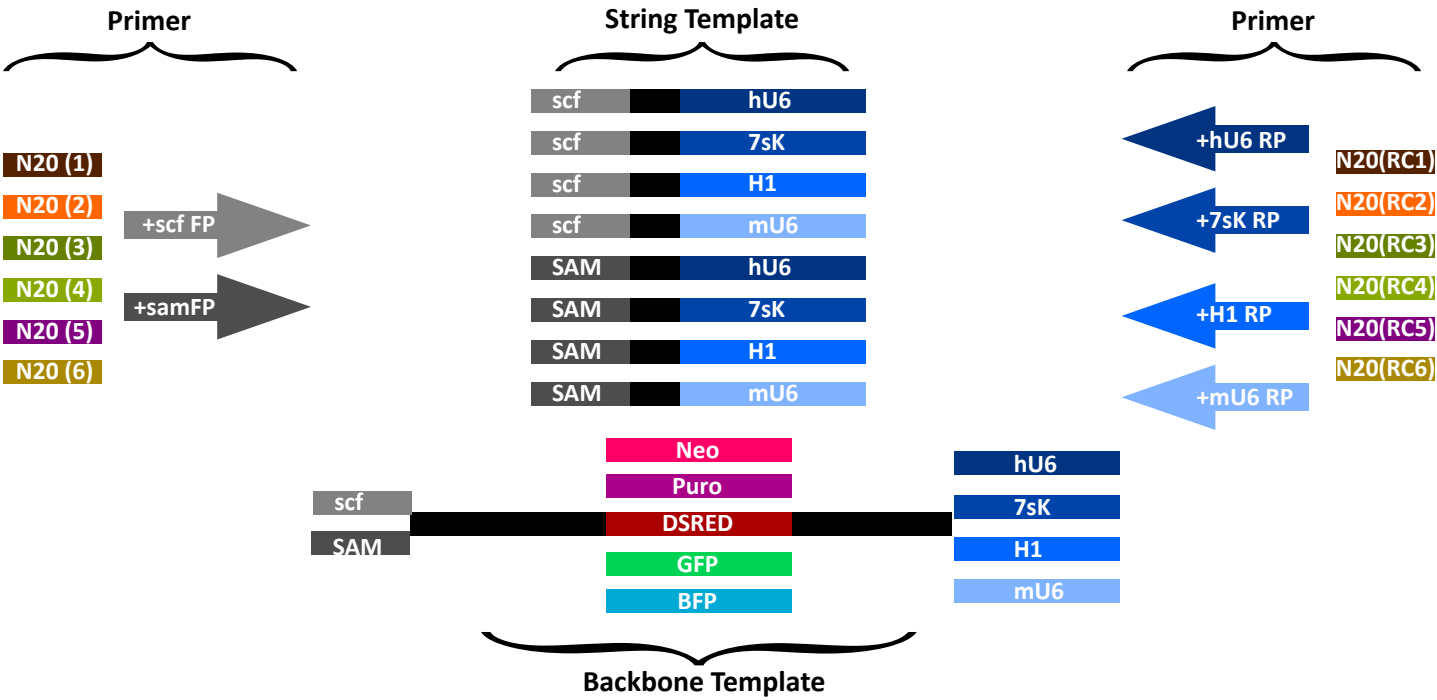 Primer
String Template
Primer
N20 (1)
N20 (2)
N20 (3)
N20 (4)
N20 (5)
N20 (6)
+scf FP
+samFP
scf hU6
scf 7sK
scf H1
scf mU6
SAM hU6
SAM 7sK
SAM H1
SAM mU6
+hU6 RP
+7sK RP
+H1 RP
+mU6 RP
N20(RC1)
N20(RC2)
N20(RC3)
N20(RC4)
N20(RC5)
N20(RC6)
scf
SAM
Neo
Puro
DSRED
GFP
BFP
hU6
7sK
H1
mU6
Backbone Template